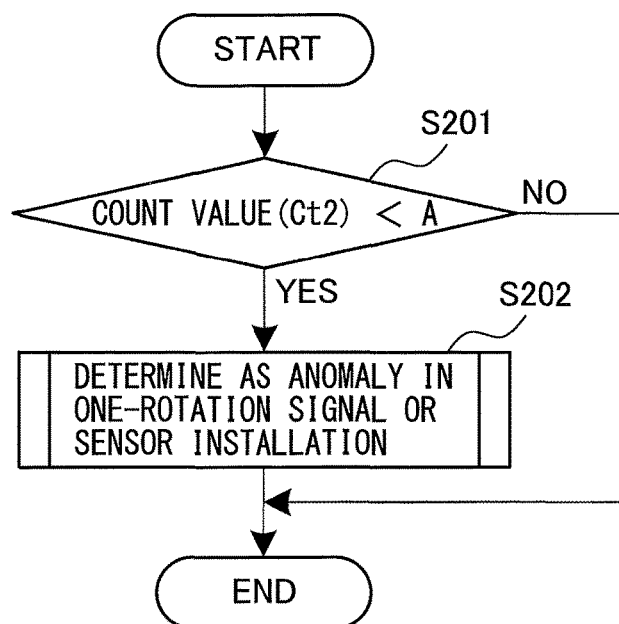 START
S201
COUNT VALUE(Ct2) < A
NO
YES
S202
DETERMINE AS ANOMALY IN
ONE-ROTATION SIGNAL OR
SENSOR INSTALLATION
END